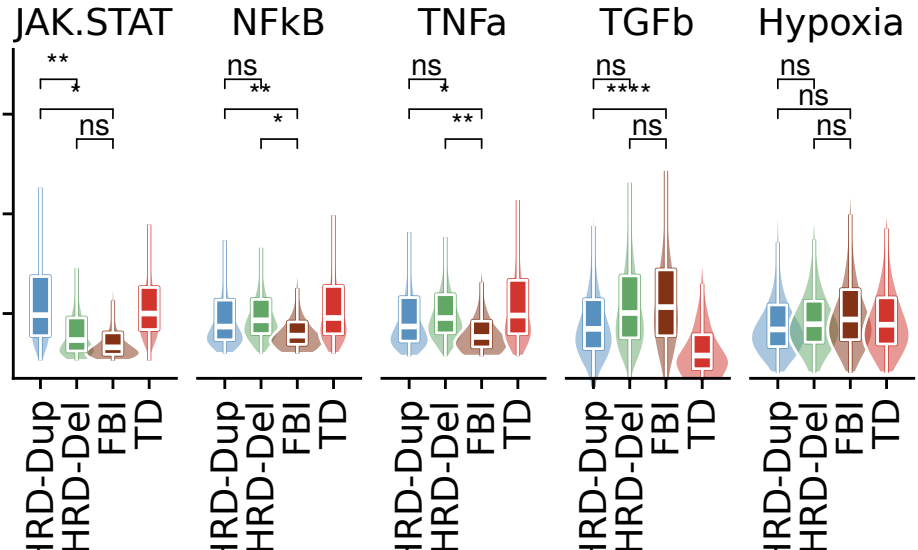 JAK.STAT NFkB TNFa TGFb Hypoxia
** ns ns ns ns
* ** * **** ns
ns * ** ns ns
HRD-Dup HRD-Del FBI TD HRD-Dup HRD-Del FBI TD HRD-Dup HRD-Del FBI TD HRD-Dup HRD-Del FBI TD HRD-Dup HRD-Del FBI TD